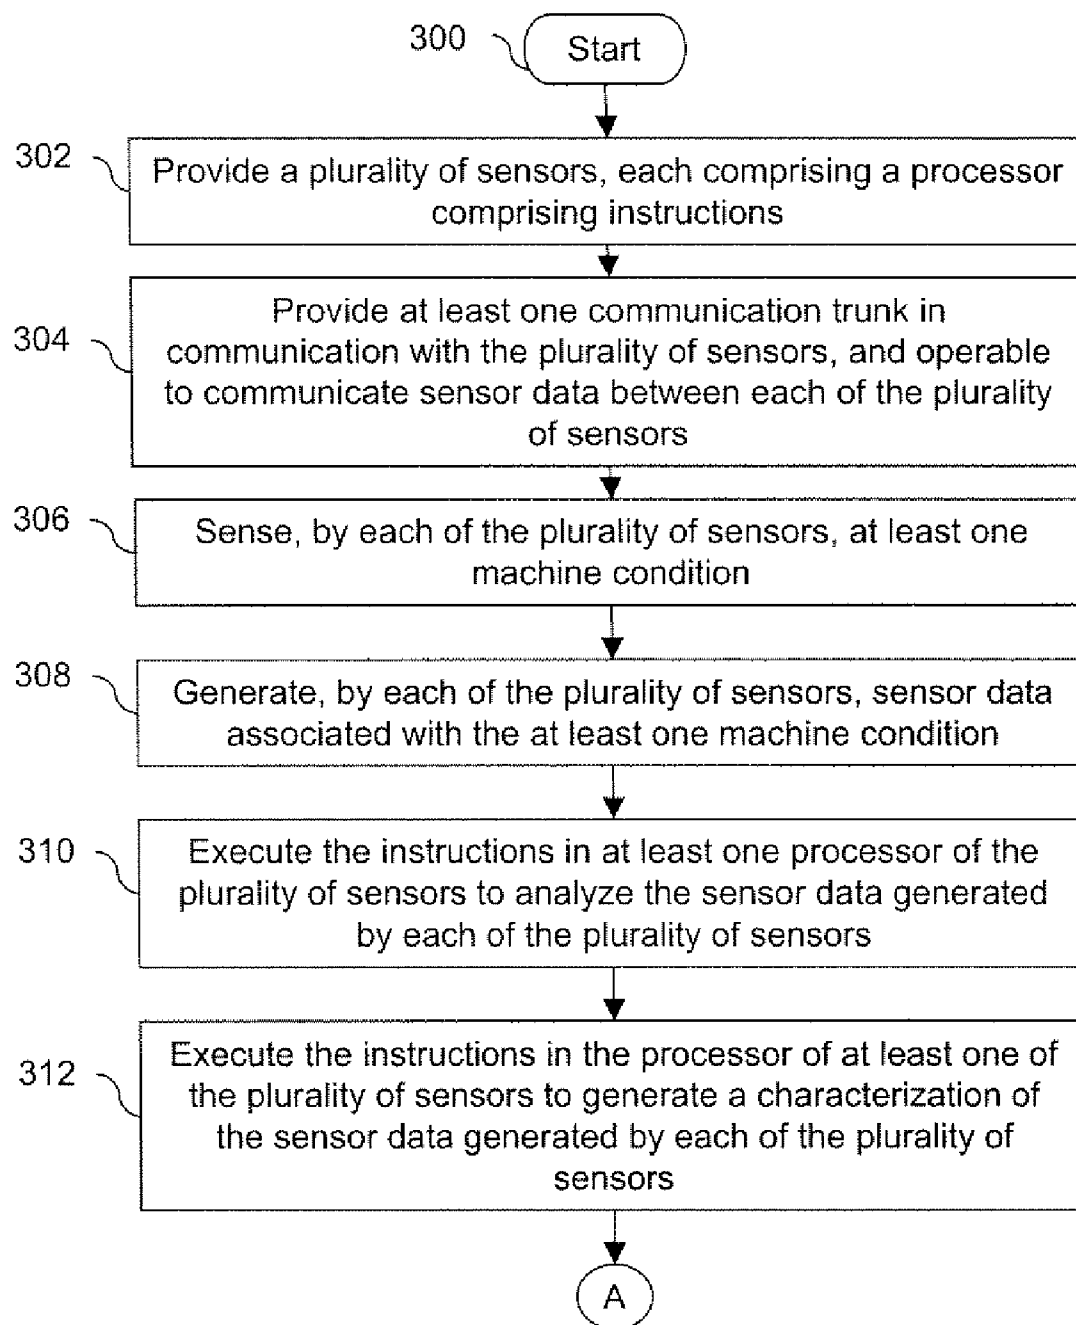 300
Start
302
Provide a plurality of sensors, each comprising a processor
comprising instructions
304
Provide at least one communication trunk in
communication with the plurality of sensors, and operable
to communicate sensor data between each of the plurality
of sensors
306
Sense, by each of the plurality of sensors, at least one
machine condition
308
Generate, by each of the plurality of sensors, sensor data
associated with the at least one machine condition
310
Execute the instructions in at least one processor of the
plurality of sensors to analyze the sensor data generated
by each of the plurality of sensors
312
Execute the instructions in the processor of at least one of
the plurality of sensors to generate a characterization of
the sensor data generated by each of the plurality of
sensors
A